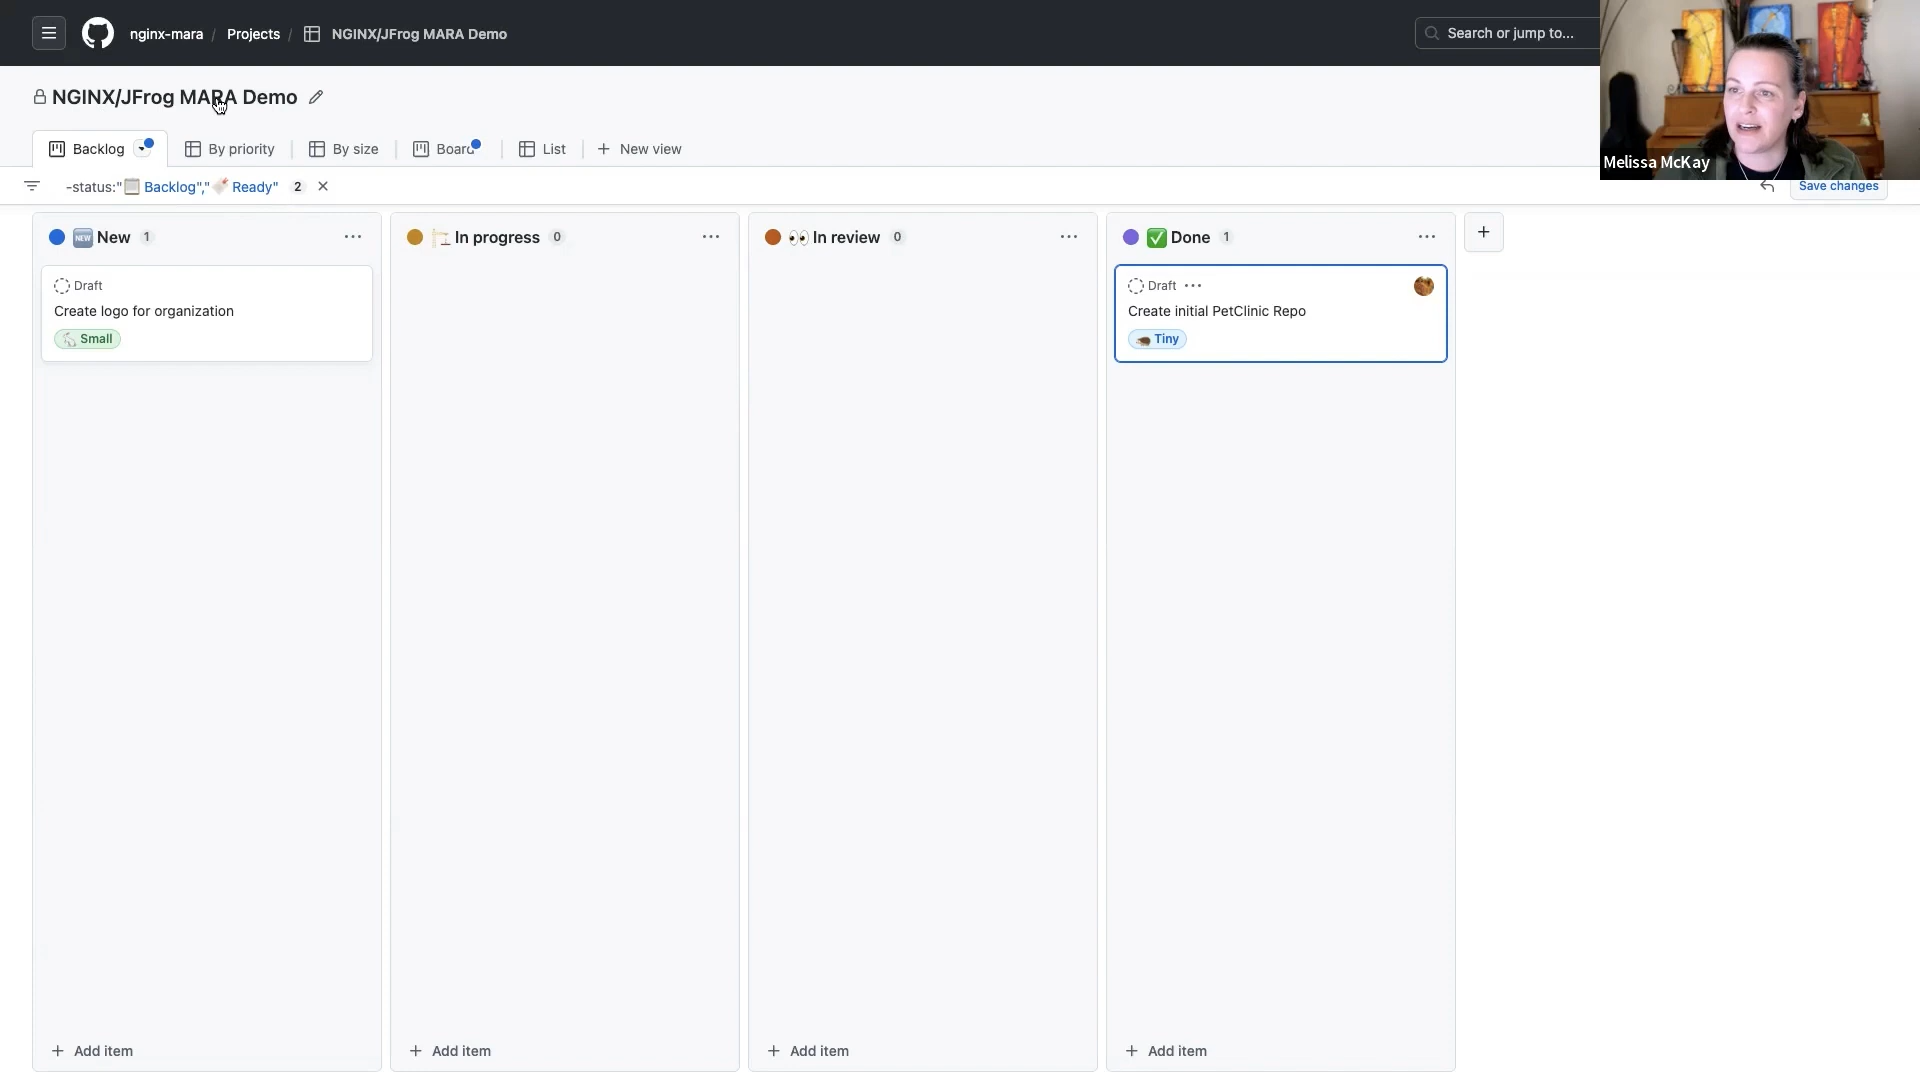 nginx-mara / Projects / NGINX/JFrog MARA Demo
Search or jump to...
NGINX/JFrog MARA Demo
Backlog
By priority
By size
Board
List
+ New view
Melissa McKay
-status:"Backlog","Ready" 2
Save changes
NEW New 1
In progress 0
In review 0
Done 1
+
Draft
Create logo for organization
Small
Draft ...
Create initial PetClinic Repo
Tiny
+ Add item
+ Add item
+ Add item
+ Add item